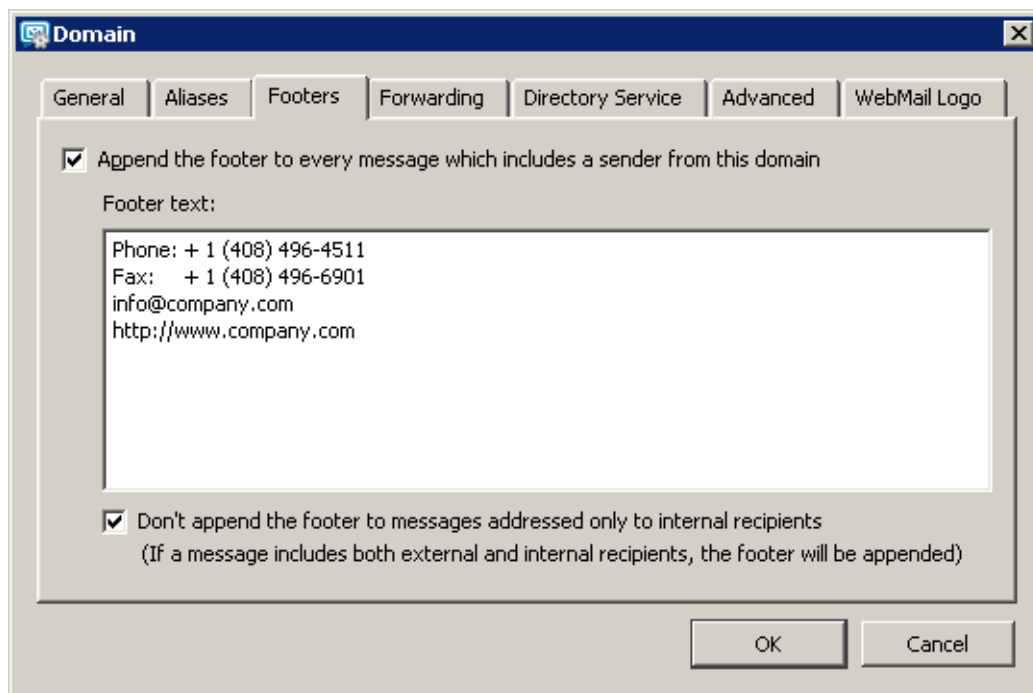 Domain
General Aliases Footers Forwarding Directory Service Advanced WebMail Logo
Append the footer to every message which includes a sender from this domain
Footer text:
Phone: + 1 (408) 496-4511
Fax: + 1 (408) 496-6901
info@company.com
http://www.company.com
Don't append the footer to messages addressed only to internal recipients
(If a message includes both external and internal recipients, the footer will be appended)
OK Cancel